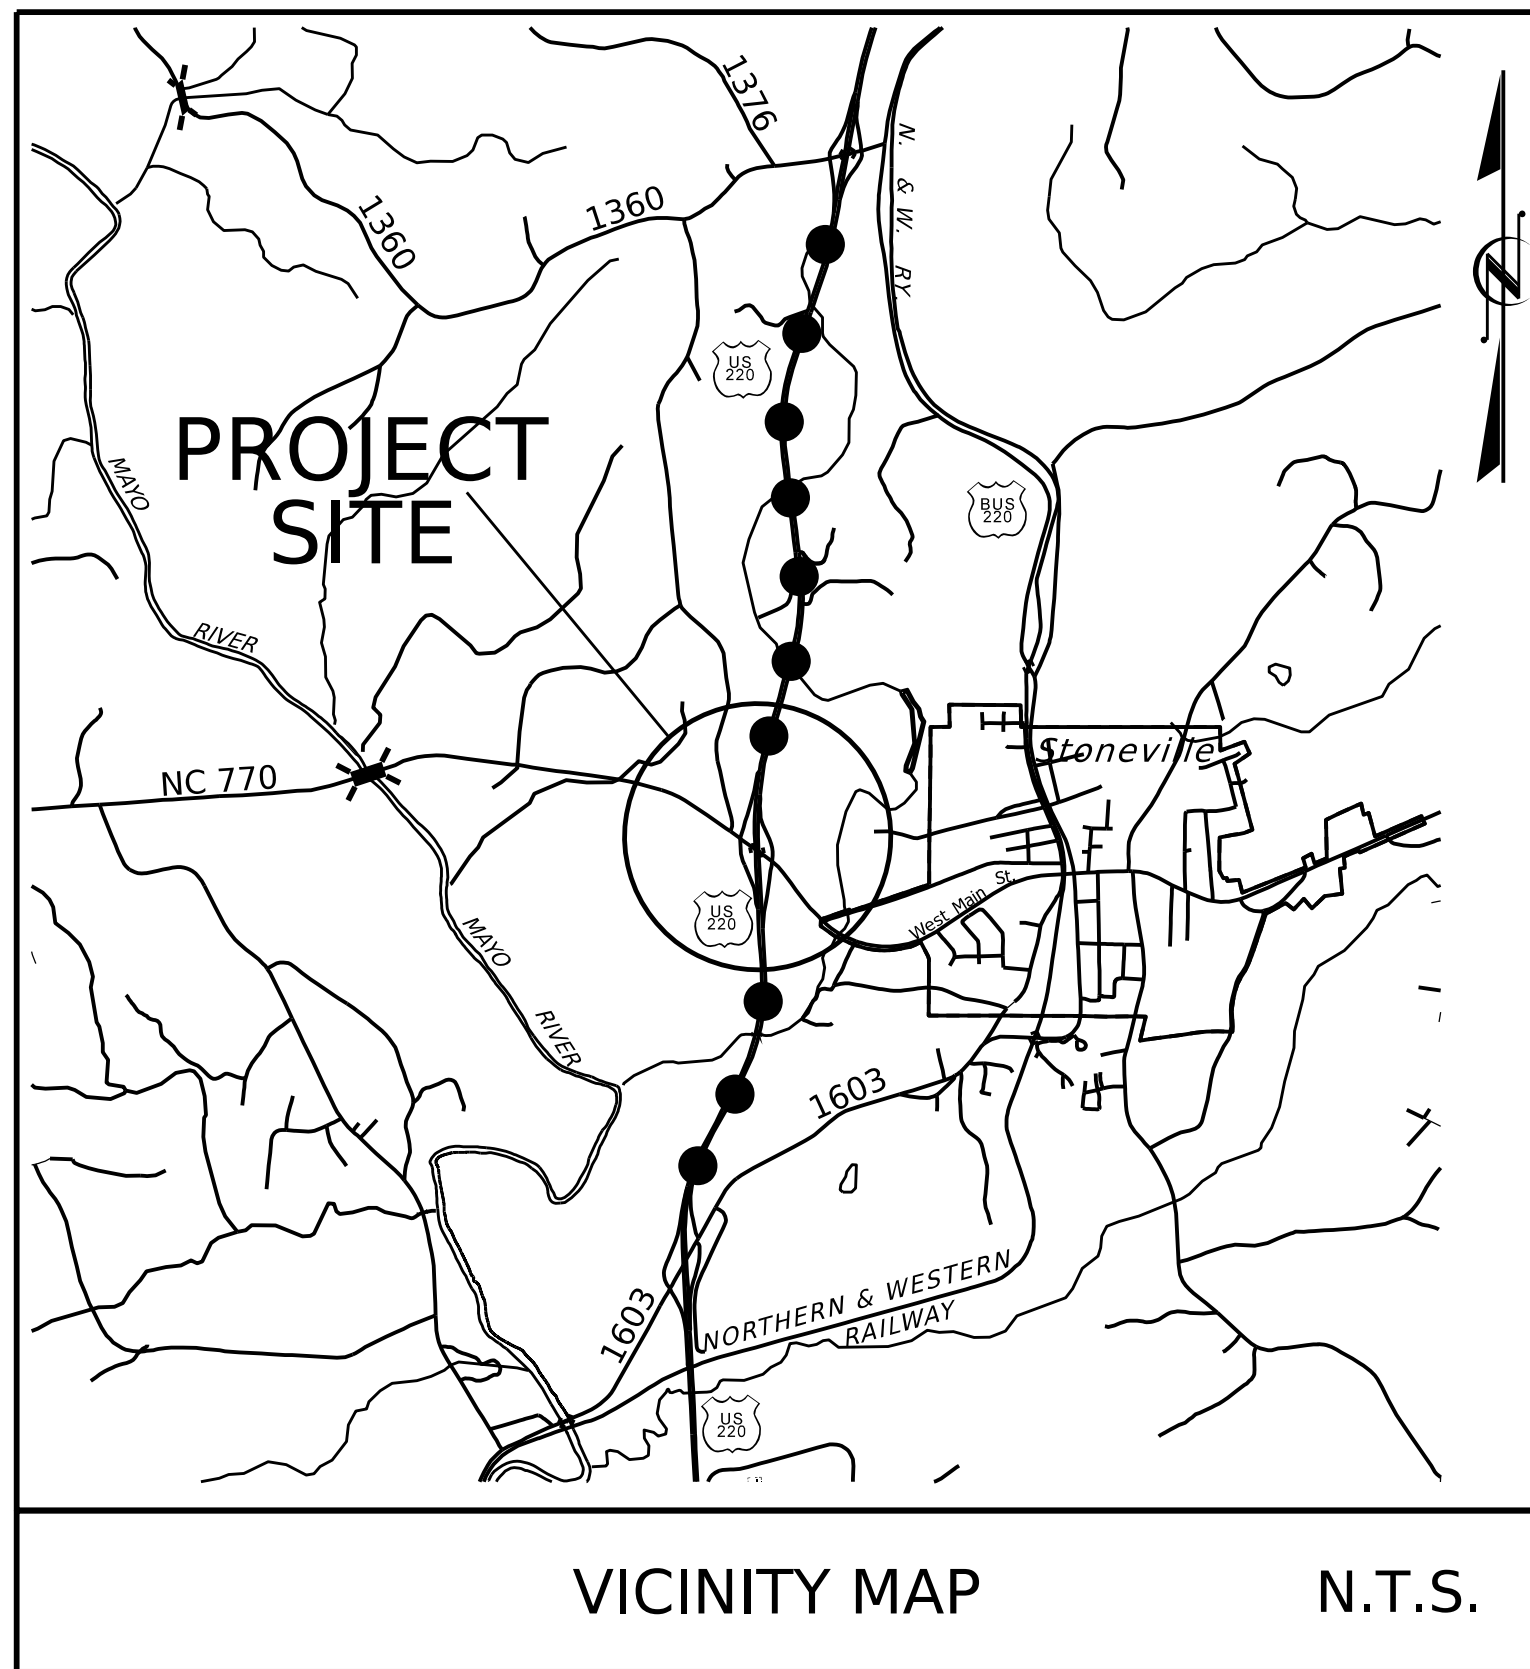 1376
N. & W. RY.
1360
1360
US
220
PROJECT
SITE
MAYO
BUS
220
RIVER
Stoneville
NC 770
West Main St.
US
220
MAYO
RIVER
1603
NORTHERN & WESTERN
RAILWAY
1603
US
220
N
VICINITY MAP
N.T.S.